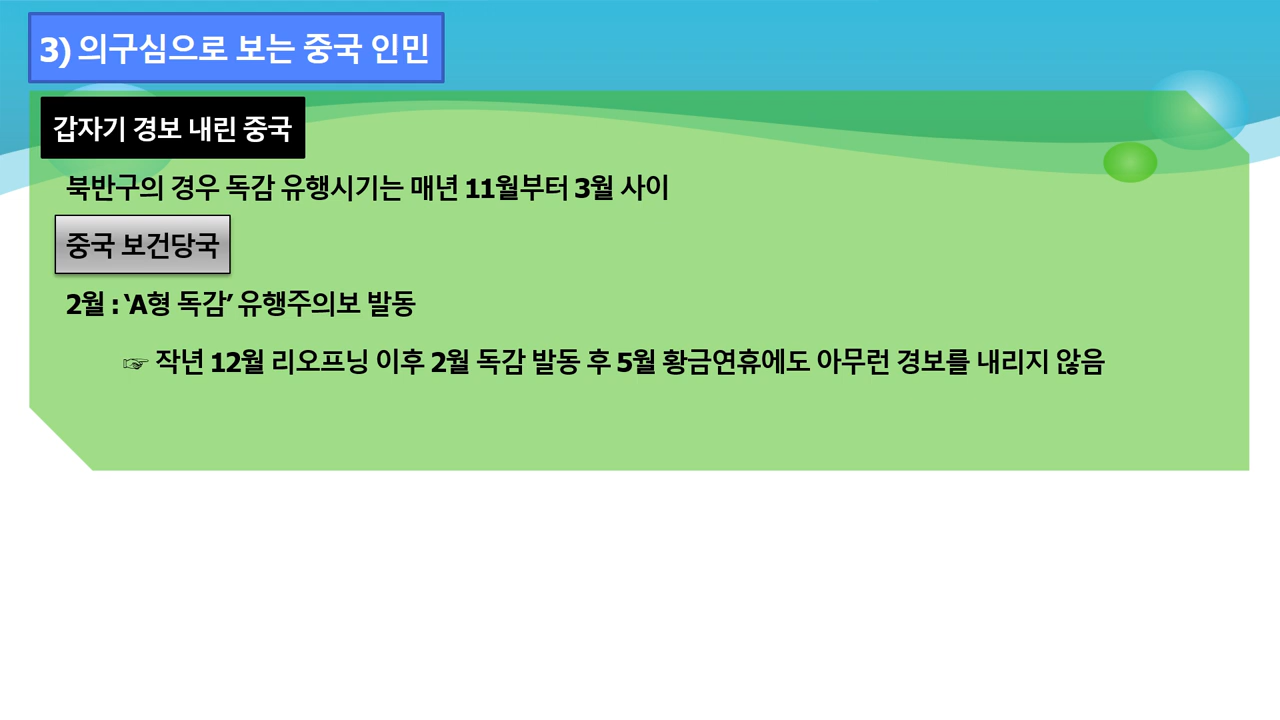 3) 의구심으로 보는 중국 인민
갑자기 경보 내린 중국
북반구의 경우 독감 유행시기는 매년 11월부터 3월 사이
중국 보건당국
2월 : ‘A형 독감’ 유행주의보 발동
☞ 작년 12월 리오프닝 이후 2월 독감 발동 후 5월 황금연휴에도 아무런 경보를 내리지 않음